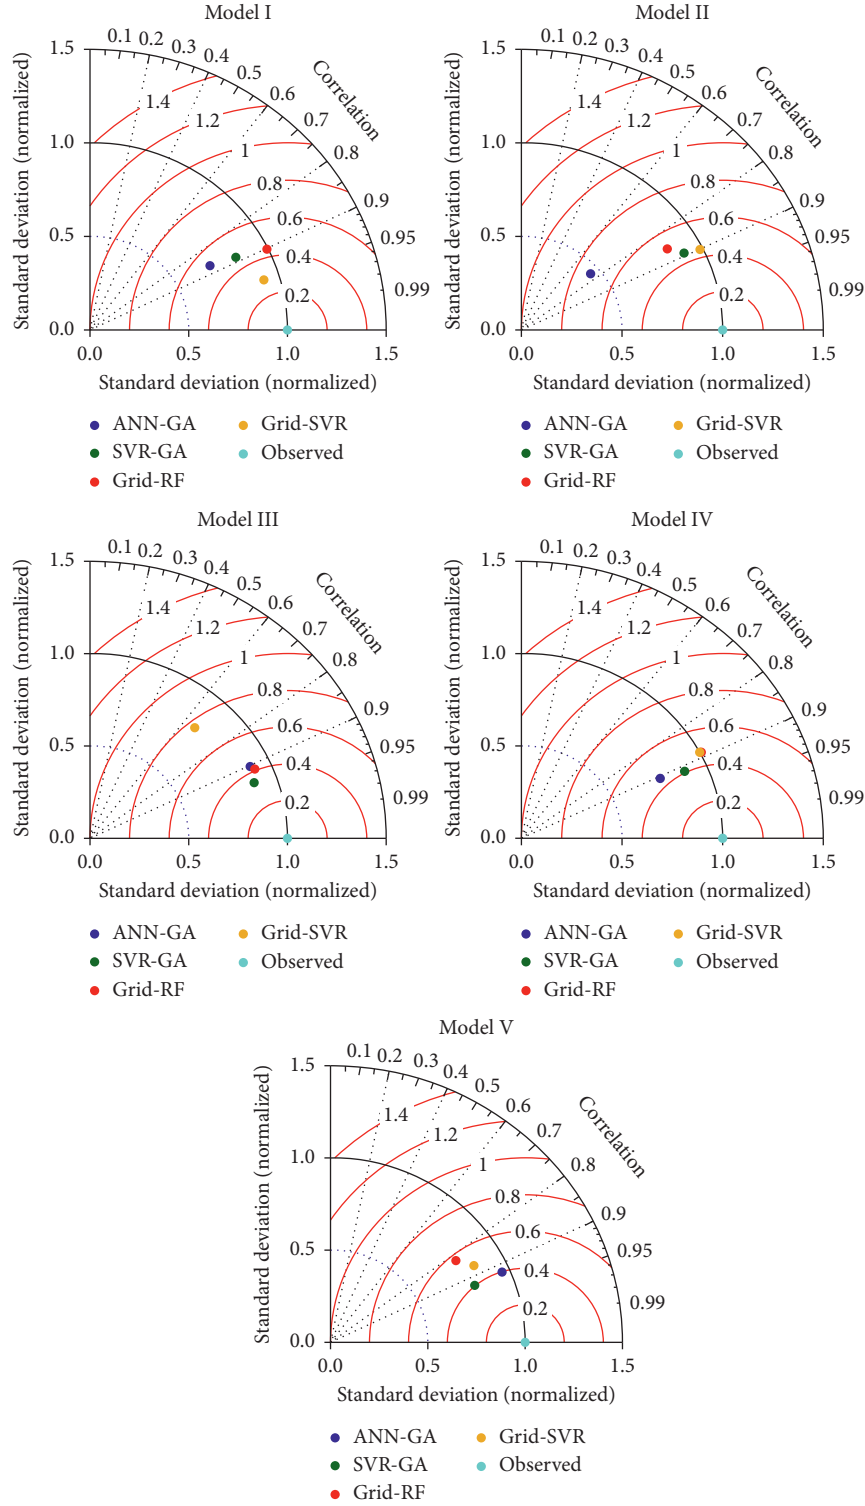 Model I
Standard deviation (normalized)
1.5
1.0
0.5
0.0
0.1
0.2
0.3
0.4
0.5
0.6
0.7
0.8
0.9
0.95
0.99
Correlation
1.4
1.2
1
0.8
0.6
0.4
0.2
0.0 0.5 1.0 1.5
Standard deviation (normalized)
ANN-GA Grid-SVR
SVR-GA Observed
Grid-RF
Model II
Standard deviation (normalized)
1.5
1.0
0.5
0.0
0.1
0.2
0.3
0.4
0.5
0.6
0.7
0.8
0.9
0.95
0.99
Correlation
1.4
1.2
1
0.8
0.6
0.4
0.2
0.0 0.5 1.0 1.5
Standard deviation (normalized)
ANN-GA Grid-SVR
SVR-GA Observed
Grid-RF
Model III
Standard deviation (normalized)
1.5
1.0
0.5
0.0
0.1
0.2
0.3
0.4
0.5
0.6
0.7
0.8
0.9
0.95
0.99
Correlation
1.4
1.2
1
0.8
0.6
0.4
0.2
0.0 0.5 1.0 1.5
Standard deviation (normalized)
ANN-GA Grid-SVR
SVR-GA Observed
Grid-RF
Model IV
Standard deviation (normalized)
1.5
1.0
0.5
0.0
0.1
0.2
0.3
0.4
0.5
0.6
0.7
0.8
0.9
0.95
0.99
Correlation
1.4
1.2
1
0.8
0.6
0.4
0.2
0.0 0.5 1.0 1.5
Standard deviation (normalized)
ANN-GA Grid-SVR
SVR-GA Observed
Grid-RF
Model V
Standard deviation (normalized)
1.5
1.0
0.5
0.0
0.1
0.2
0.3
0.4
0.5
0.6
0.7
0.8
0.9
0.95
0.99
Correlation
1.4
1.2
1
0.8
0.6
0.4
0.2
0.0 0.5 1.0 1.5
Standard deviation (normalized)
ANN-GA Grid-SVR
SVR-GA Observed
Grid-RF